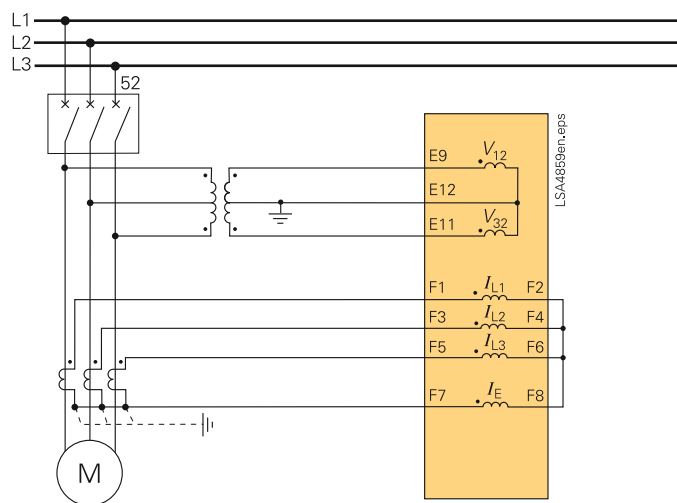 L1
L2
L3
52
LSA4859en.eps
E9 V12
E12
E11 V32
F1 IL1 F2
F3 IL2 F4
F5 IL3 F6
F7 IE F8
M